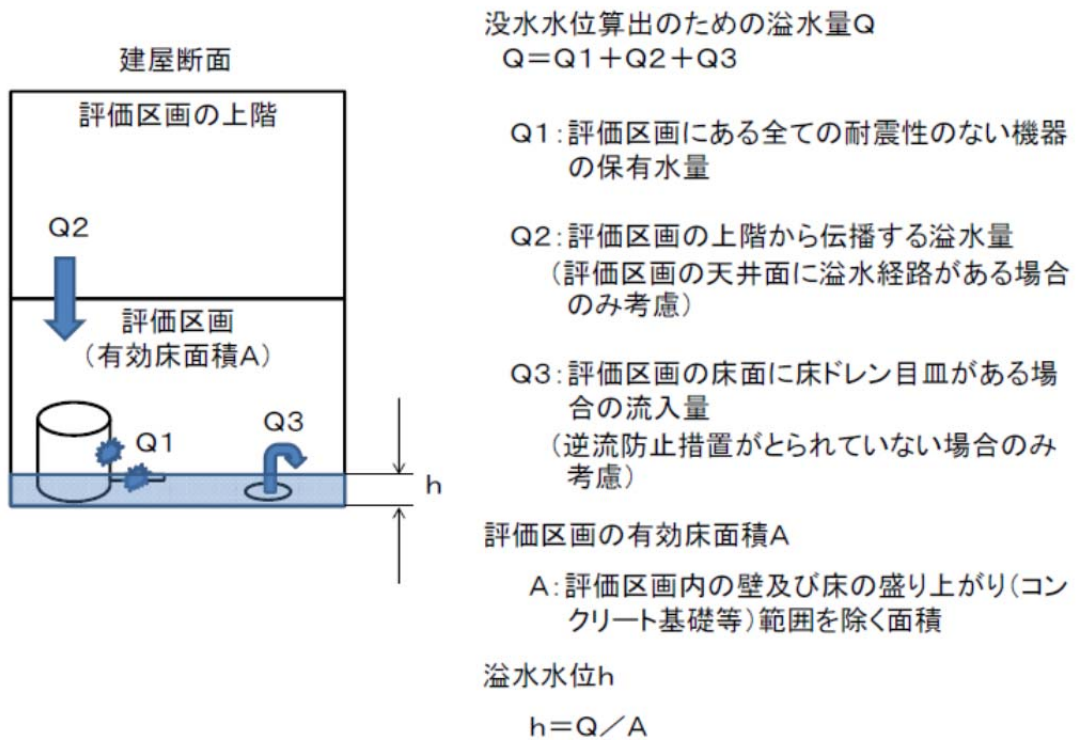 建屋断面
評価区画の上階
Q2
評価区画
(有効床面積A)
Q1
Q3
h
没水水位算出のための溢水量Q
Q=Q1+Q2+Q3
Q1:評価区画にある全ての耐震性のない機器
の保有水量
Q2:評価区画の上階から伝播する溢水量
(評価区画の天井面に溢水経路がある場合
のみ考慮)
Q3:評価区画の床面に床ドレン目皿がある場
合の流入量
(逆流防止措置がとられていない場合のみ
考慮)
評価区画の有効床面積A
A:評価区画内の壁及び床の盛り上がり(コン
クリート基礎等)範囲を除く面積
溢水水位h
h=Q/A